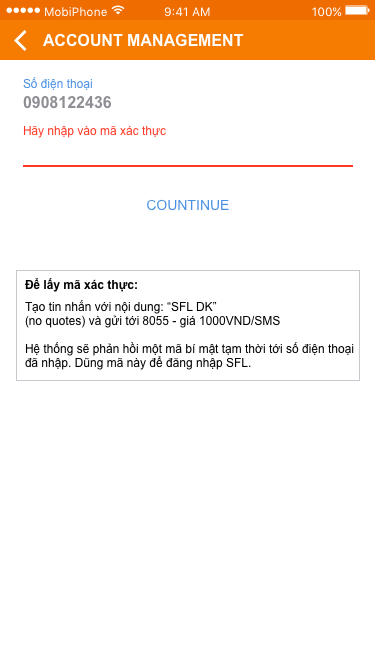 MobiPhone 9:41 AM 100%
ACCOUNT MANAGEMENT
Số điện thoại
0908122436
Hãy nhập vào mã xác thực
COUNTINUE
Để lấy mã xác thực:
Tạo tin nhắn với nội dung: “SFL DK”
(no quotes) và gửi tới 8055 - giá 1000VND/SMS
Hệ thống sẽ phản hồi một mã bí mật tạm thời tới số điện thoại
đã nhập. Dũng mã này để đăng nhập SFL.